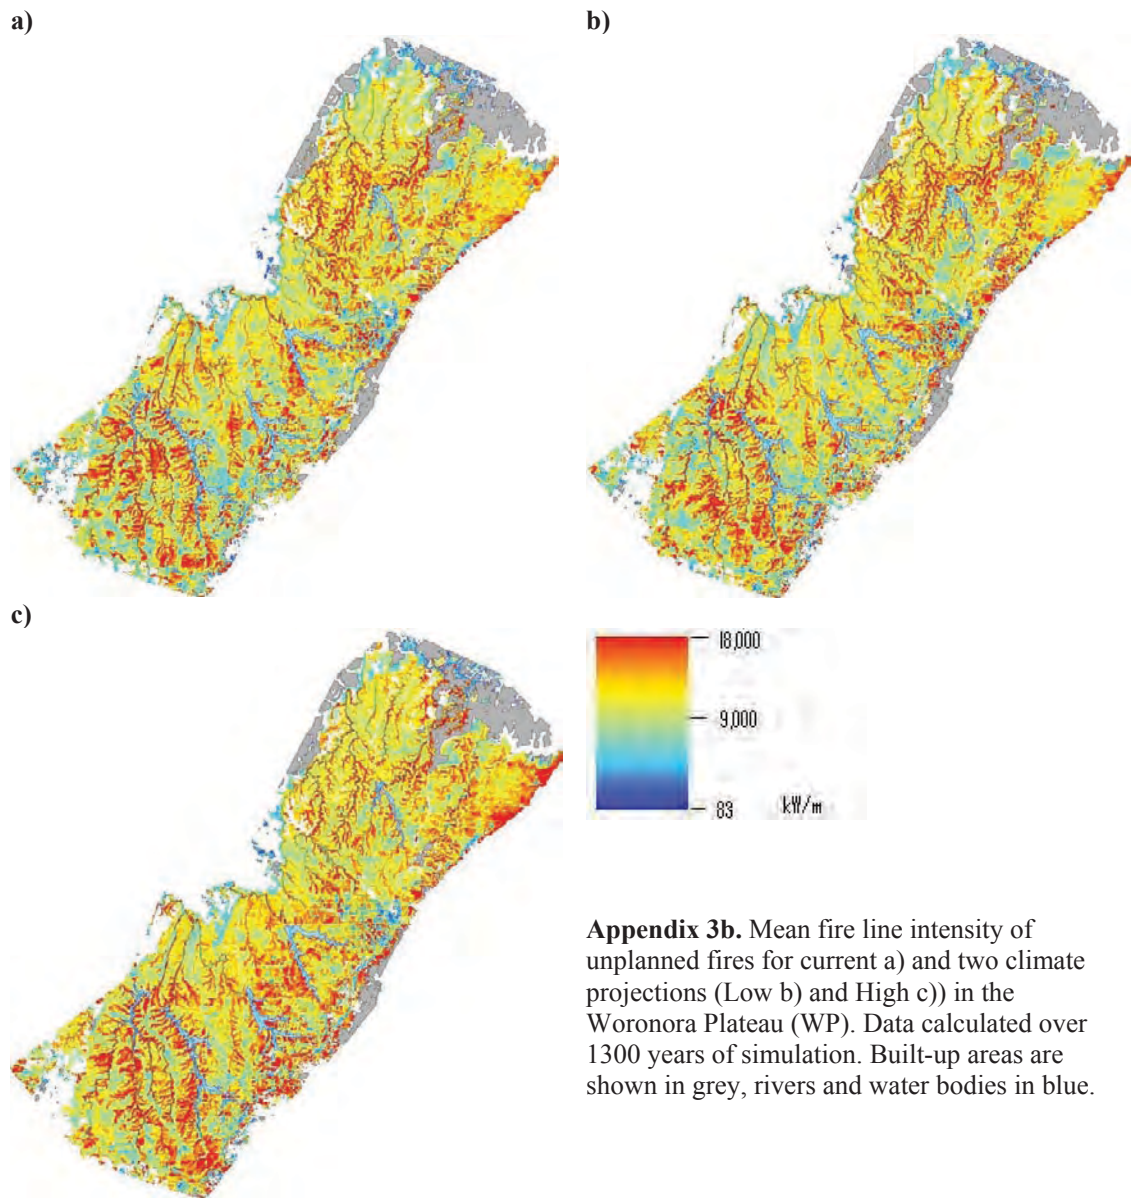 a)
b)
c)
18,000
9,000
83 kW/m
Appendix 3b. Mean fire line intensity of
unplanned fires for current a) and two climate
projections (Low b) and High c)) in the
Woronora Plateau (WP). Data calculated over
1300 years of simulation. Built-up areas are
shown in grey, rivers and water bodies in blue.